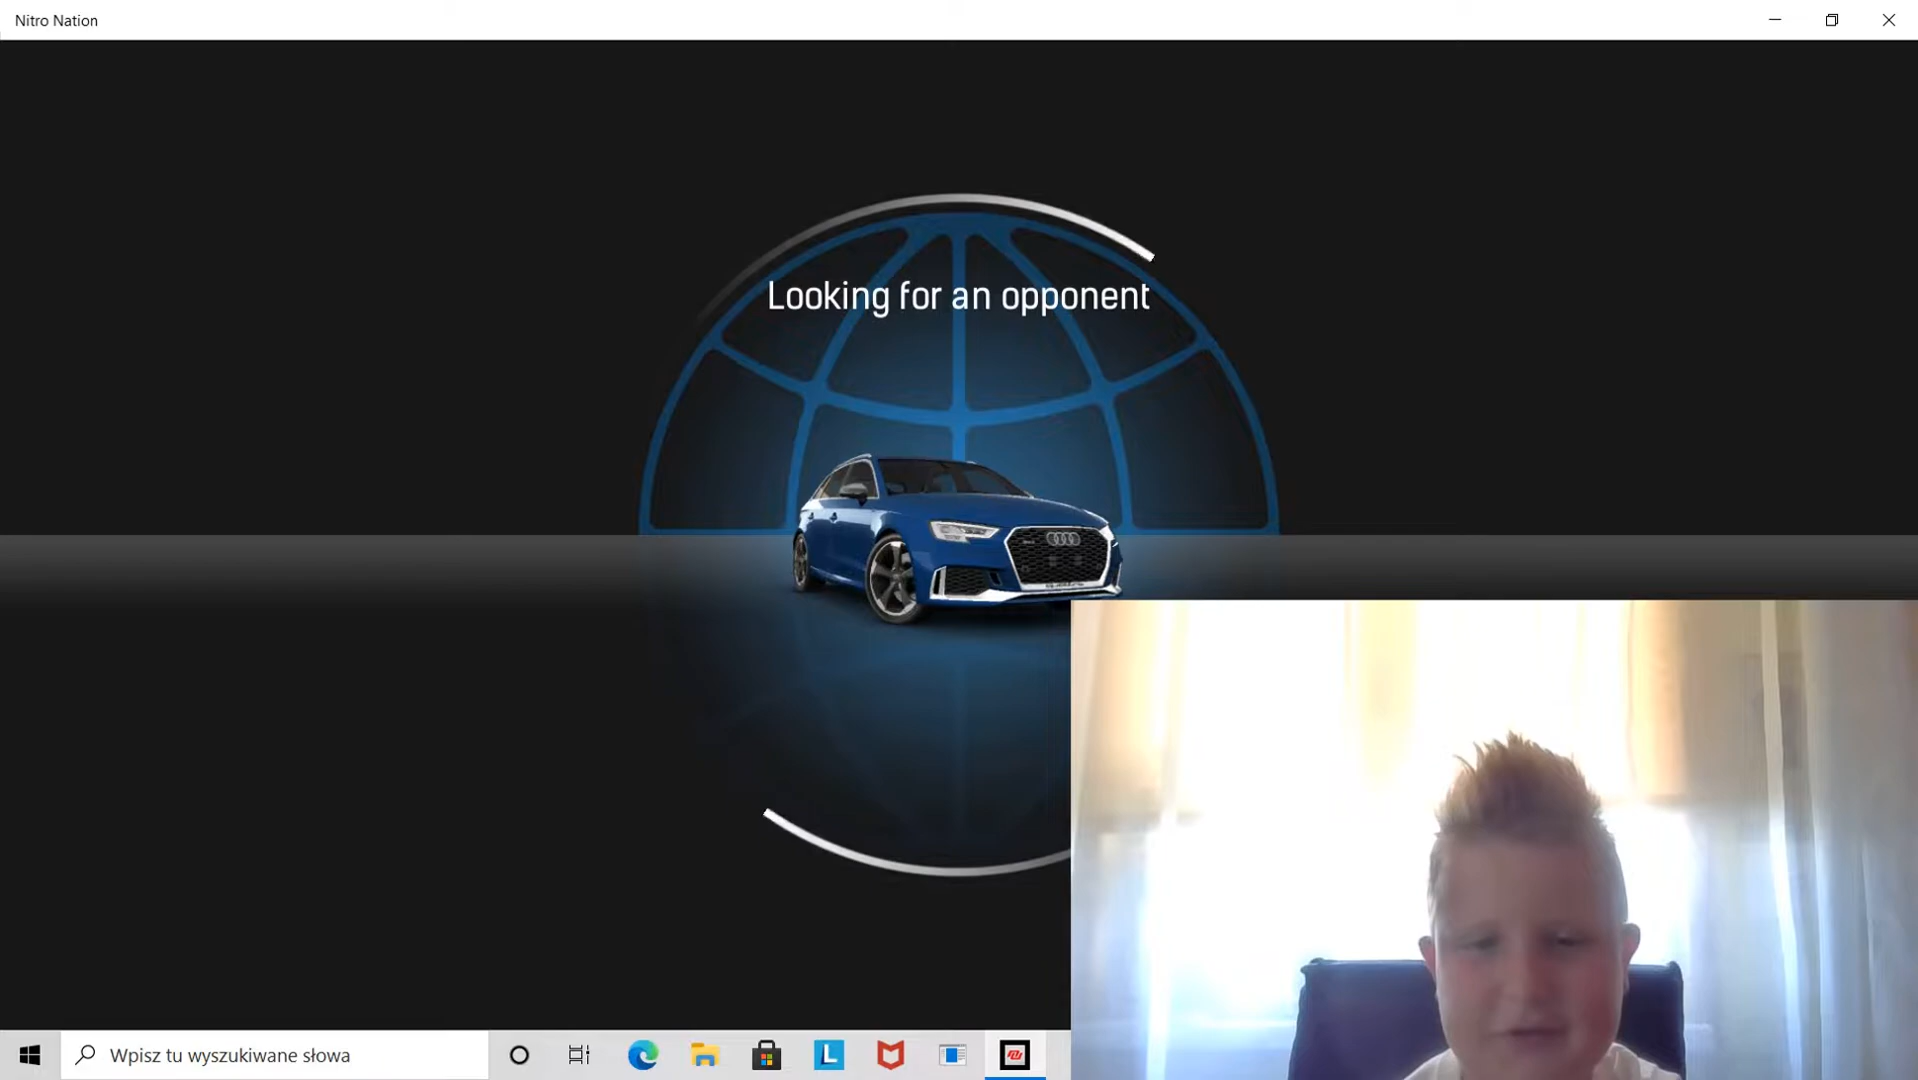 Nitro Nation
Looking for an opponent
Wpisz tu wyszukiwane słowa
L